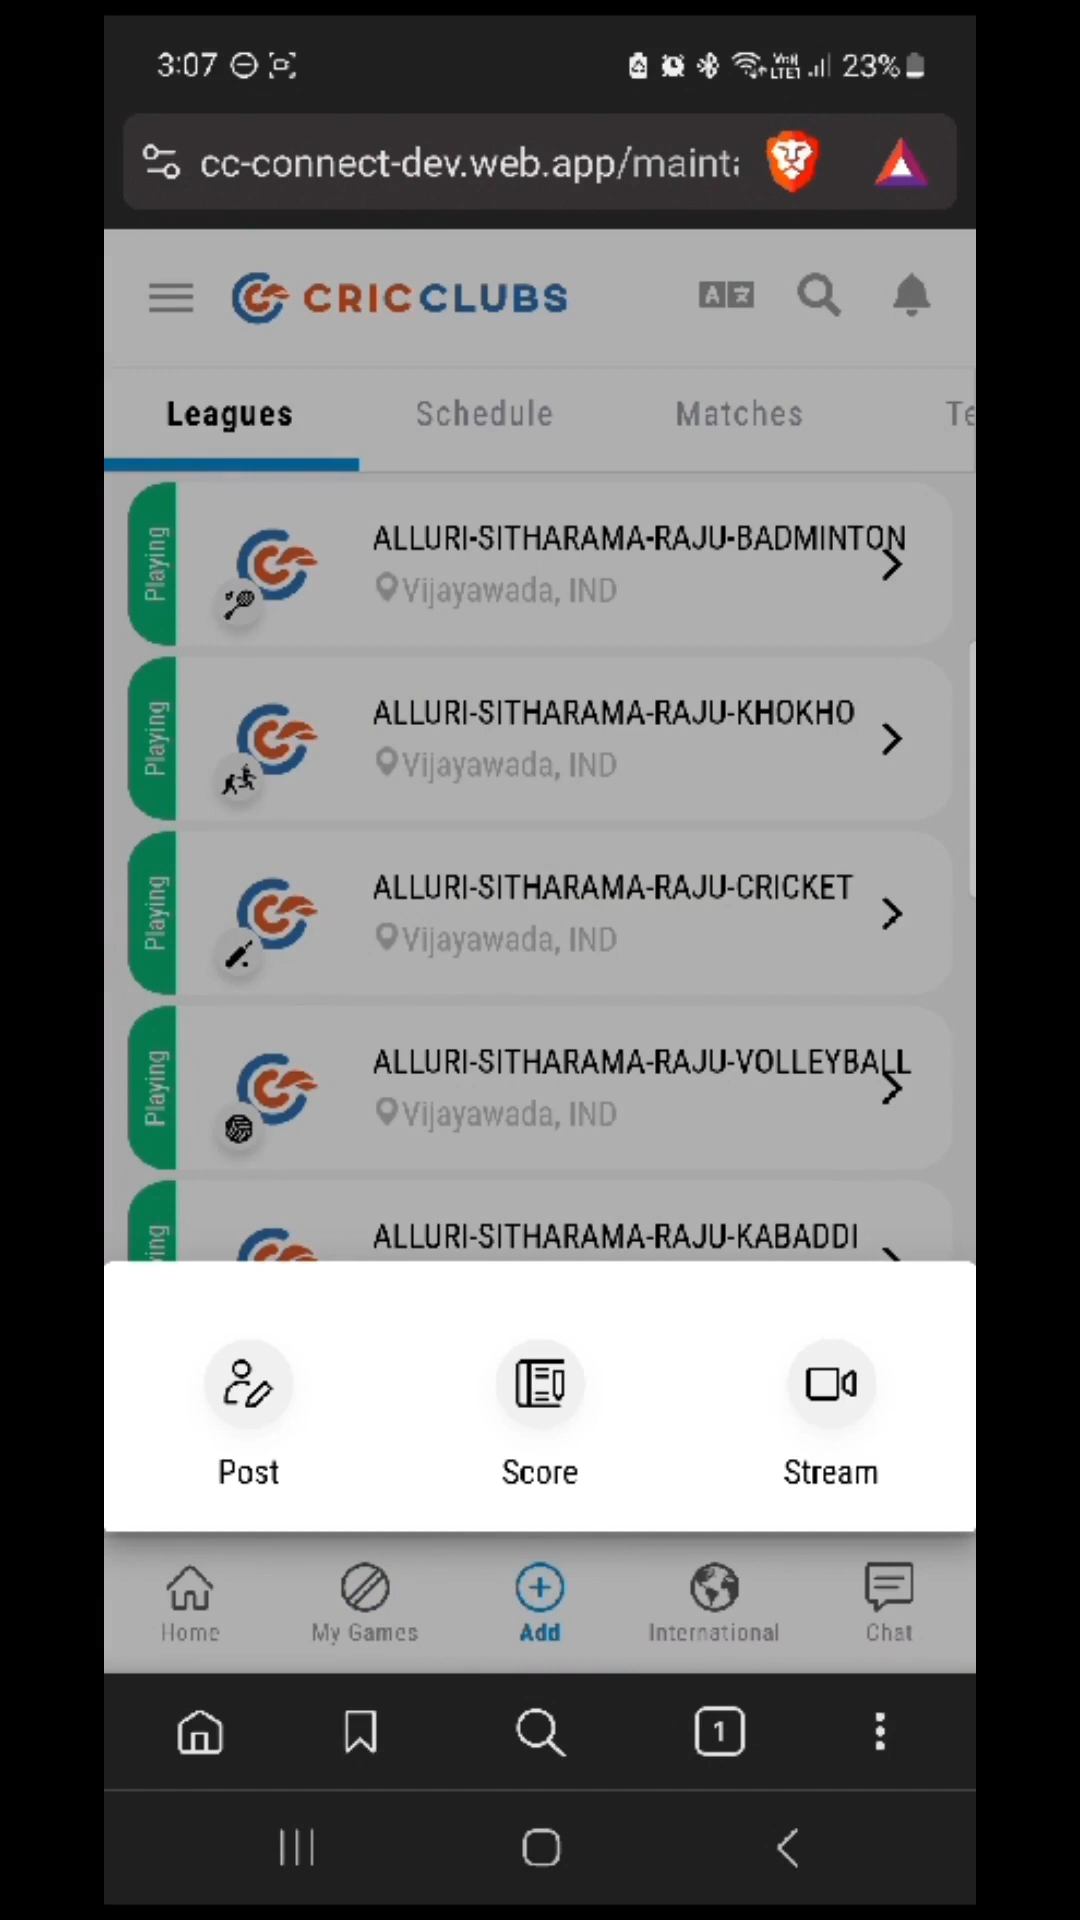 3:07 23%
cc-connect-dev.web.app/mainta
CRICCLUBS
Leagues Schedule Matches Te
Playing
ALLURI-SITHARAMA-RAJU-BADMINTON
Vijayawada, IND
Playing
ALLURI-SITHARAMA-RAJU-KHOKHO
Vijayawada, IND
Playing
ALLURI-SITHARAMA-RAJU-CRICKET
Vijayawada, IND
Playing
ALLURI-SITHARAMA-RAJU-VOLLEYBALL
Vijayawada, IND
ying
ALLURI-SITHARAMA-RAJU-KABADDI
Post Score Stream
Home My Games Add International Chat
1